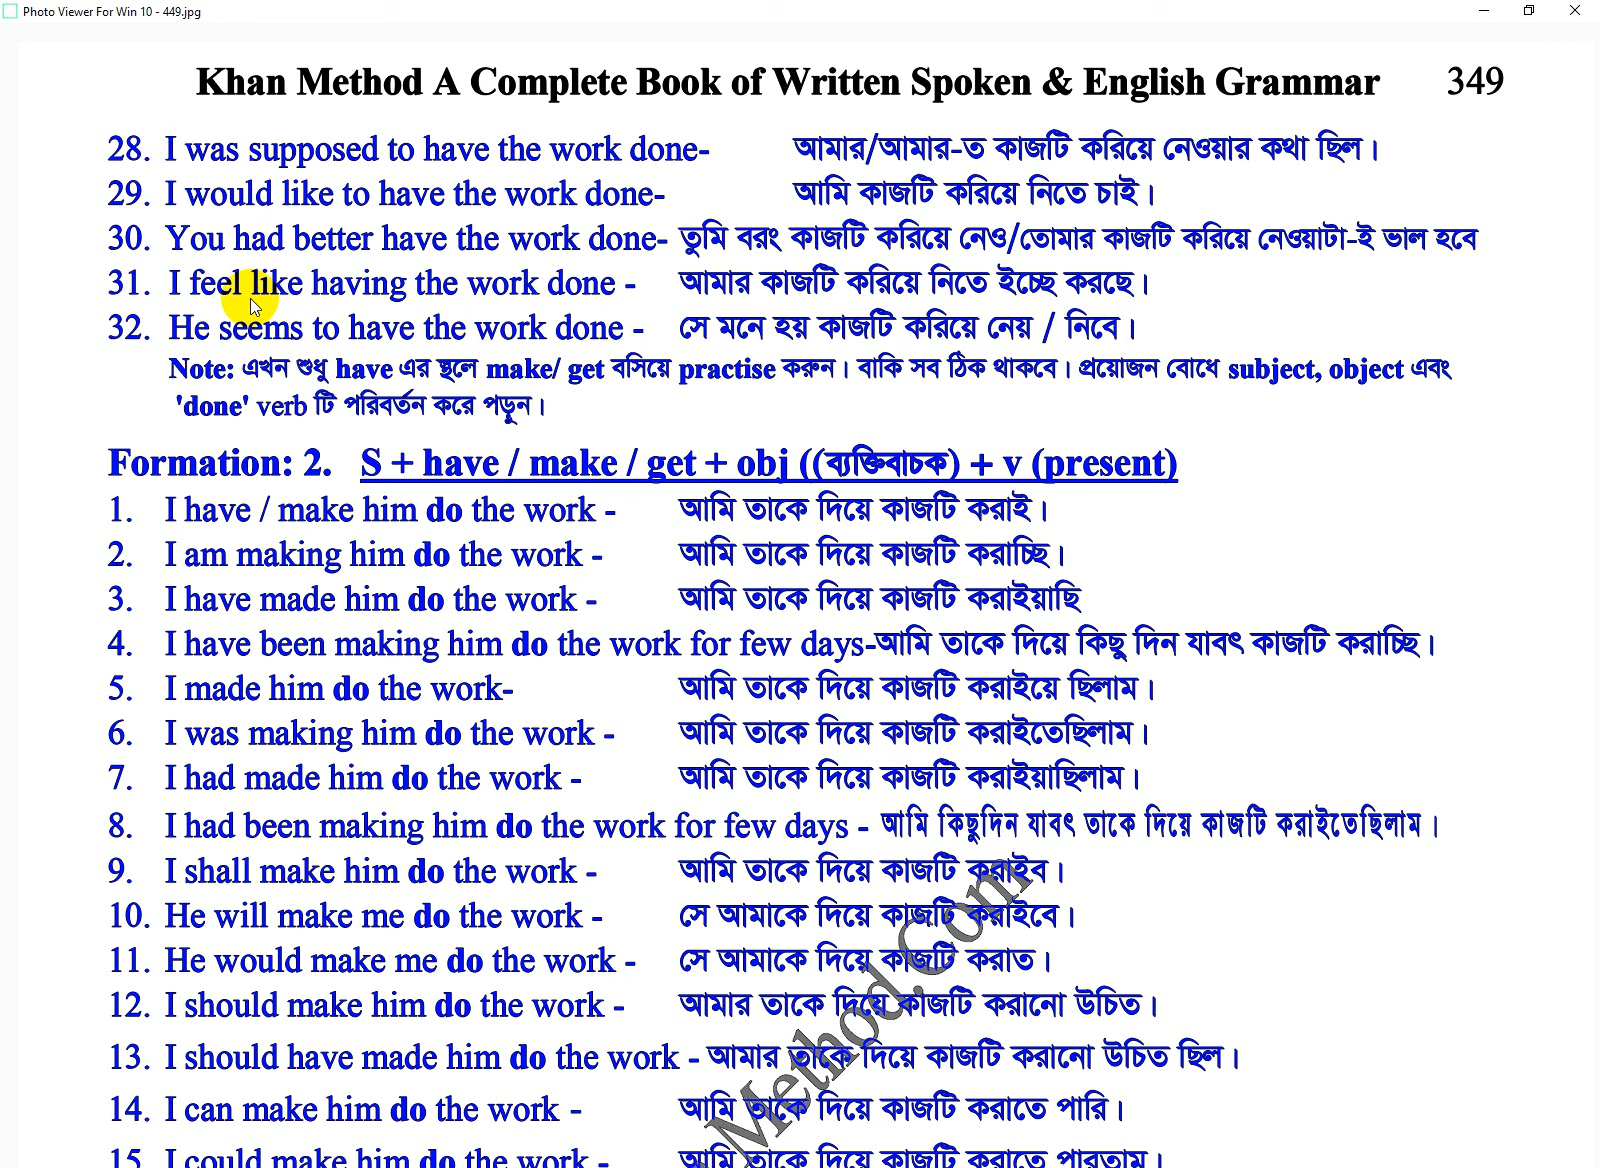 Photo Viewer For Win 10 - 449.jpg
Khan Method A Complete Book of Written Spoken & English Grammar 349
28. I was supposed to have the work done- আমার/আমার-ত কাজটি করিয়ে নেওয়ার কথা ছিল।
29. I would like to have the work done- আমি কাজটি করিয়ে নিতে চাই।
30. You had better have the work done- তুমি বরং কাজটি করিয়ে নেও/তোমার কাজটি করিয়ে নেওয়াটা-ই ভাল হবে
31. I feel like having the work done - আমার কাজটি করিয়ে নিতে ইচ্ছে করছে।
32. He seems to have the work done - সে মনে হয় কাজটি করিয়ে নেয় / নিবে।
Note: এখন শুধু have এর স্থলে make/ get বসিয়ে practise করুন। বাকি সব ঠিক থাকবে। প্রয়োজন বোধে subject, object এবং
'done' verb টি পরিবর্তন করে পড়ুন।
Formation: 2. S + have / make / get + obj ((ব্যক্তিবাচক) + v (present)
1. I have / make him do the work - আমি তাকে দিয়ে কাজটি করাই।
2. I am making him do the work - আমি তাকে দিয়ে কাজটি করাচ্ছি।
3. I have made him do the work - আমি তাকে দিয়ে কাজটি করাইয়াছি
4. I have been making him do the work for few days-আমি তাকে দিয়ে কিছু দিন যাবৎ কাজটি করাচ্ছি।
5. I made him do the work- আমি তাকে দিয়ে কাজটি করাইয়ে ছিলাম।
6. I was making him do the work - আমি তাকে দিয়ে কাজটি করাইতেছিলাম।
7. I had made him do the work - আমি তাকে দিয়ে কাজটি করাইয়াছিলাম।
8. I had been making him do the work for few days - আমি কিছুদিন যাবৎ তাকে দিয়ে কাজটি করাইতেছিলাম।
9. I shall make him do the work - আমি তাকে দিয়ে কাজটি করাইব।
10. He will make me do the work - সে আমাকে দিয়ে কাজটি করাইবে।
11. He would make me do the work - সে আমাকে দিয়ে কাজটি করাত।
12. I should make him do the work - আমার তাকে দিয়ে কাজটি করানো উচিত।
13. I should have made him do the work - আমার তাকে দিয়ে কাজটি করানো উচিত ছিল।
14. I can make him do the work - আমি তাকে দিয়ে কাজটি করাতে পারি।
15. I could make him do the work - আমি তাকে দিয়ে কাজটি করাতে পারতাম।
Method.Com